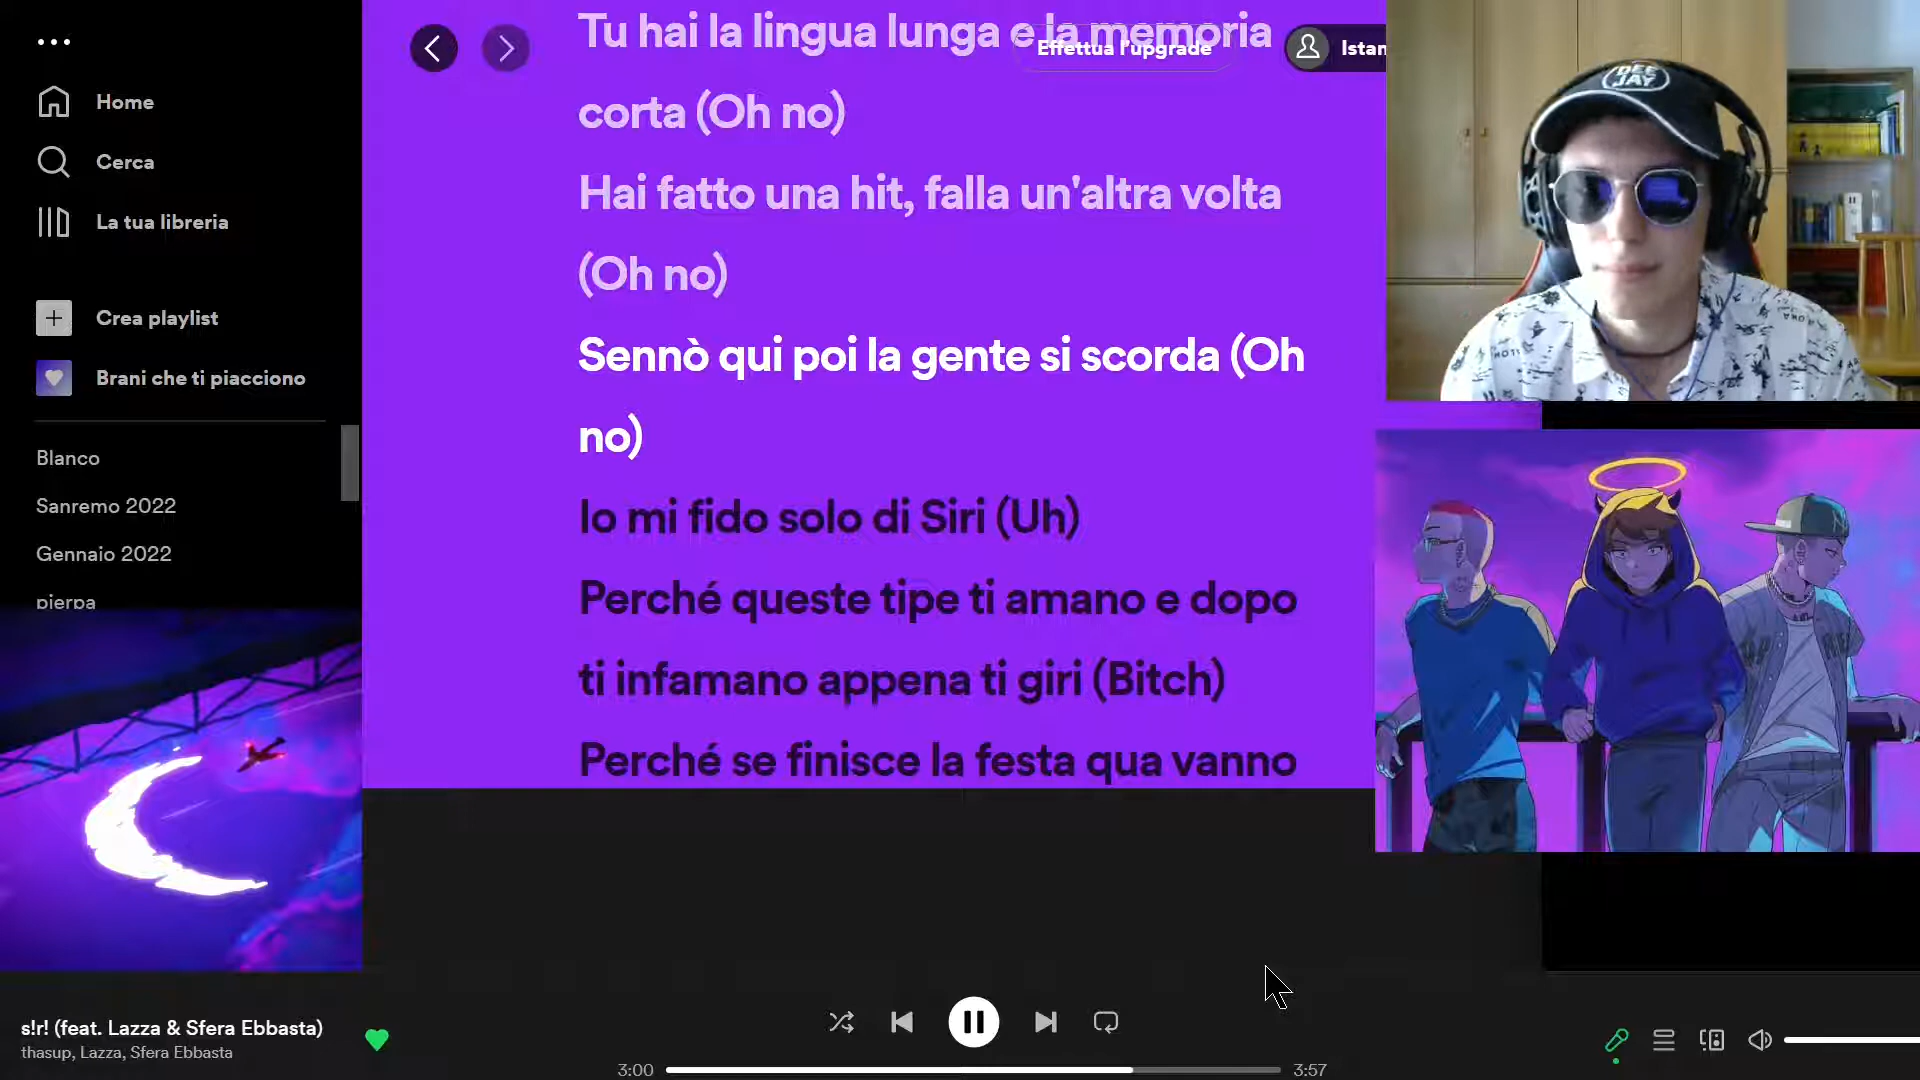 Home
Cerca
La tua libreria
Crea playlist
Brani che ti piacciono
Blanco
Sanremo 2022
Gennaio 2022
pierpa
Effettua l'upgrade
Istan
Tu hai la lingua lunga e la memoria
corta (Oh no)
Hai fatto una hit, falla un'altra volta
(Oh no)
Sennò qui poi la gente si scorda (Oh
no)
Io mi fido solo di Siri (Uh)
Perché queste tipe ti amano e dopo
ti infamano appena ti giri (Bitch)
Perché se finisce la festa qua vanno
DEE
JAY
s!r! (feat. Lazza & Sfera Ebbasta)
thasup, Lazza, Sfera Ebbasta
3:00
3:57